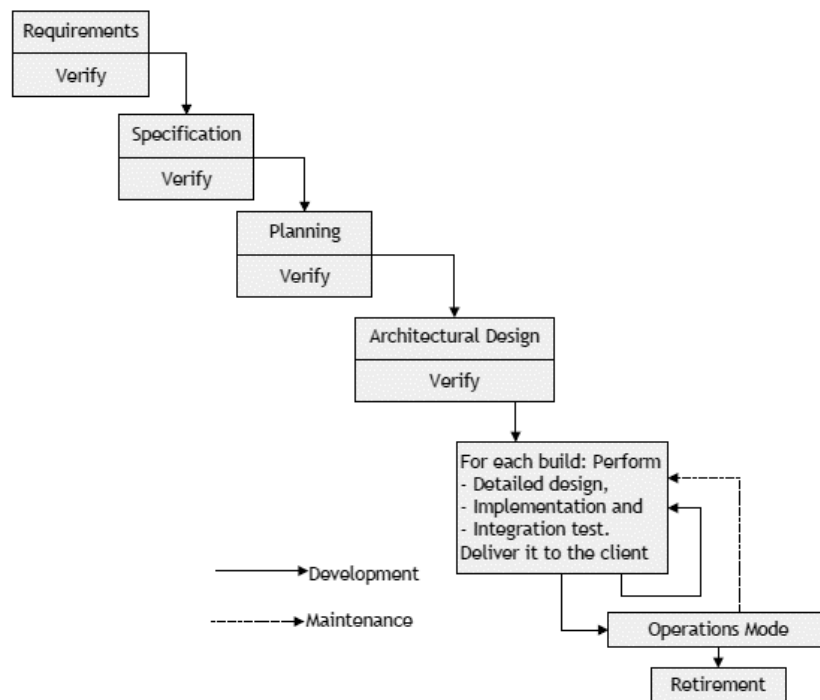 Requirements
Verify
Specification
Verify
Planning
Verify
Architectural Design
Verify
For each build: Perform
- Detailed design,
- Implementation and
- Integration test.
Deliver it to the client
Development
Maintenance
Operations Mode
Retirement